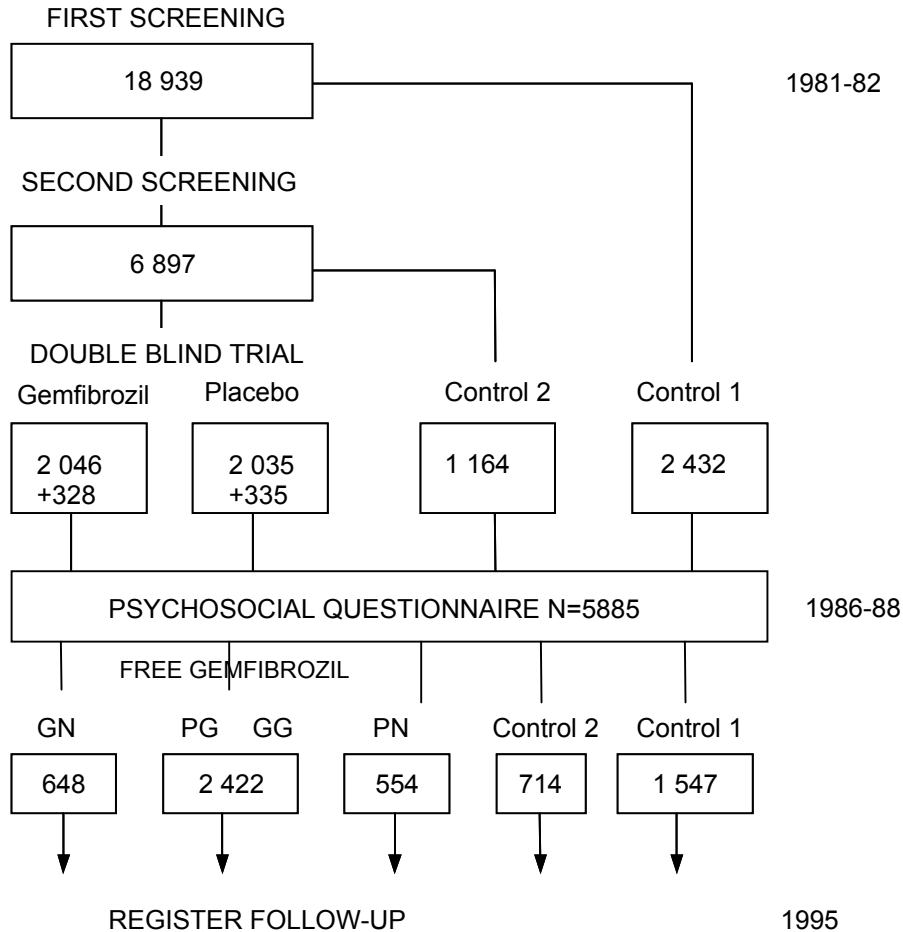 FIRST SCREENING
18 939
1981-82
SECOND SCREENING
6 897
DOUBLE BLIND TRIAL
Gemfibrozil Placebo Control 2 Control 1
2 046
+328
2 035
+335
1 164
2 432
PSYCHOSOCIAL QUESTIONNAIRE N=5885
1986-88
FREE GEMFIBROZIL
GN PG GG PN Control 2 Control 1
648 2 422 554 714 1 547
REGISTER FOLLOW-UP 1995